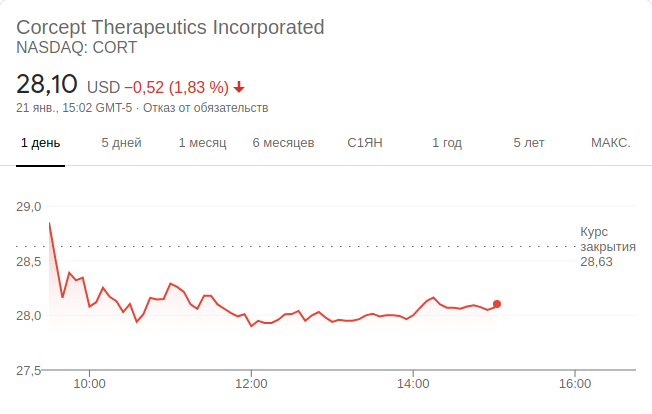 Corcept Therapeutics Incorporated
NASDAQ: CORT
28,10 USD −0,52 (1,83 %)
21 янв., 15:02 GMT-5 · Отказ от обязательств
1 день 5 дней 1 месяц 6 месяцев С1ЯН 1 год 5 лет МАКС.
29,0
Курс
закрытия
28,63
28,5
28,0
27,5
10:00 12:00 14:00 16:00